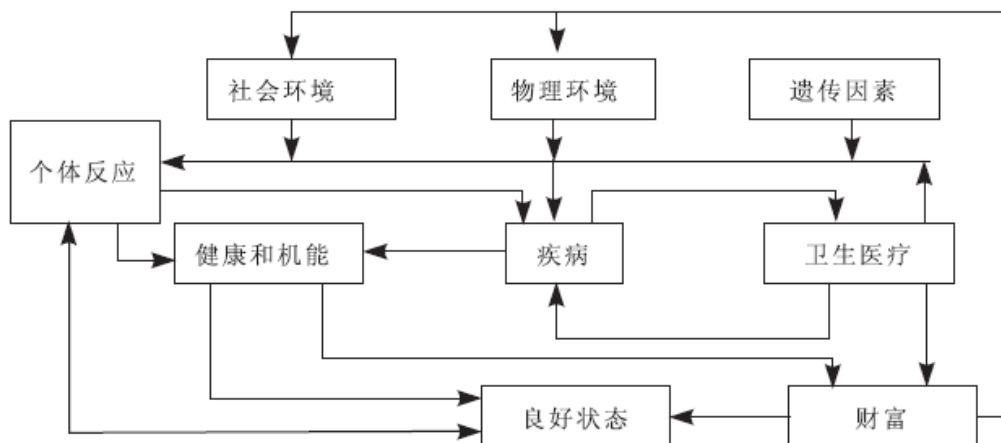 社会环境
物理环境
遗传因素
个体反应
健康和机能
疾病
卫生医疗
良好状态
财富